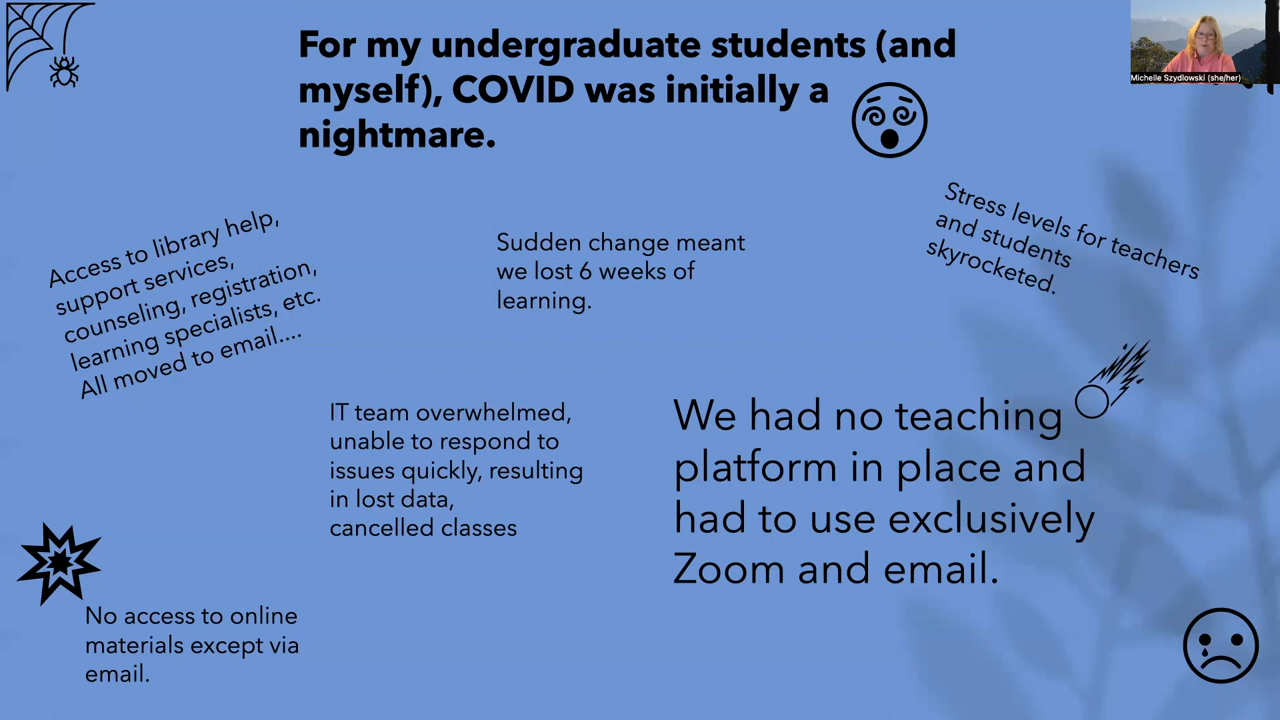 For my undergraduate students (and
myself), COVID was initially a
nightmare.
Michelle Szydlowski (she/her)
Access to library help,
support services,
counseling, registration,
learning specialists, etc.
All moved to email....
Sudden change meant
we lost 6 weeks of
learning.
Stress levels for teachers
and students
skyrocketed.
IT team overwhelmed,
unable to respond to
issues quickly, resulting
in lost data,
cancelled classes
We had no teaching
platform in place and
had to use exclusively
Zoom and email.
No access to online
materials except via
email.